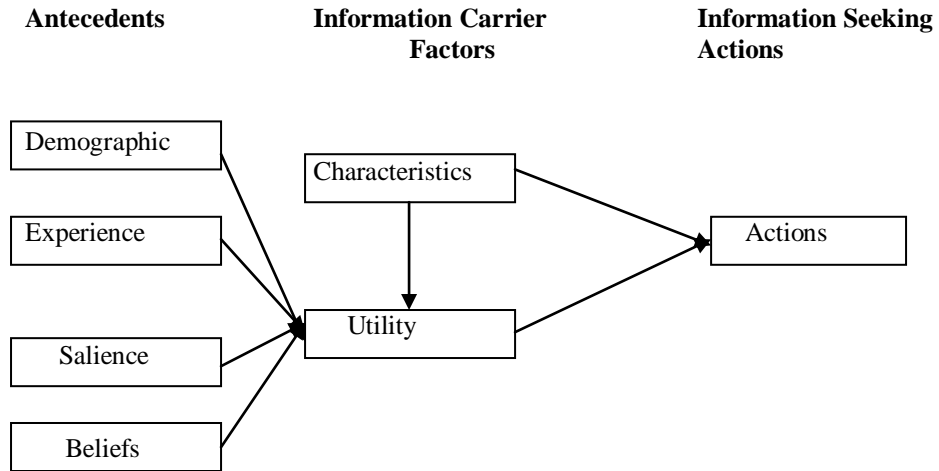 Antecedents
Information Carrier
Factors
Information Seeking
Actions
Demographic
Experience
Salience
Beliefs
Characteristics
Utility
Actions